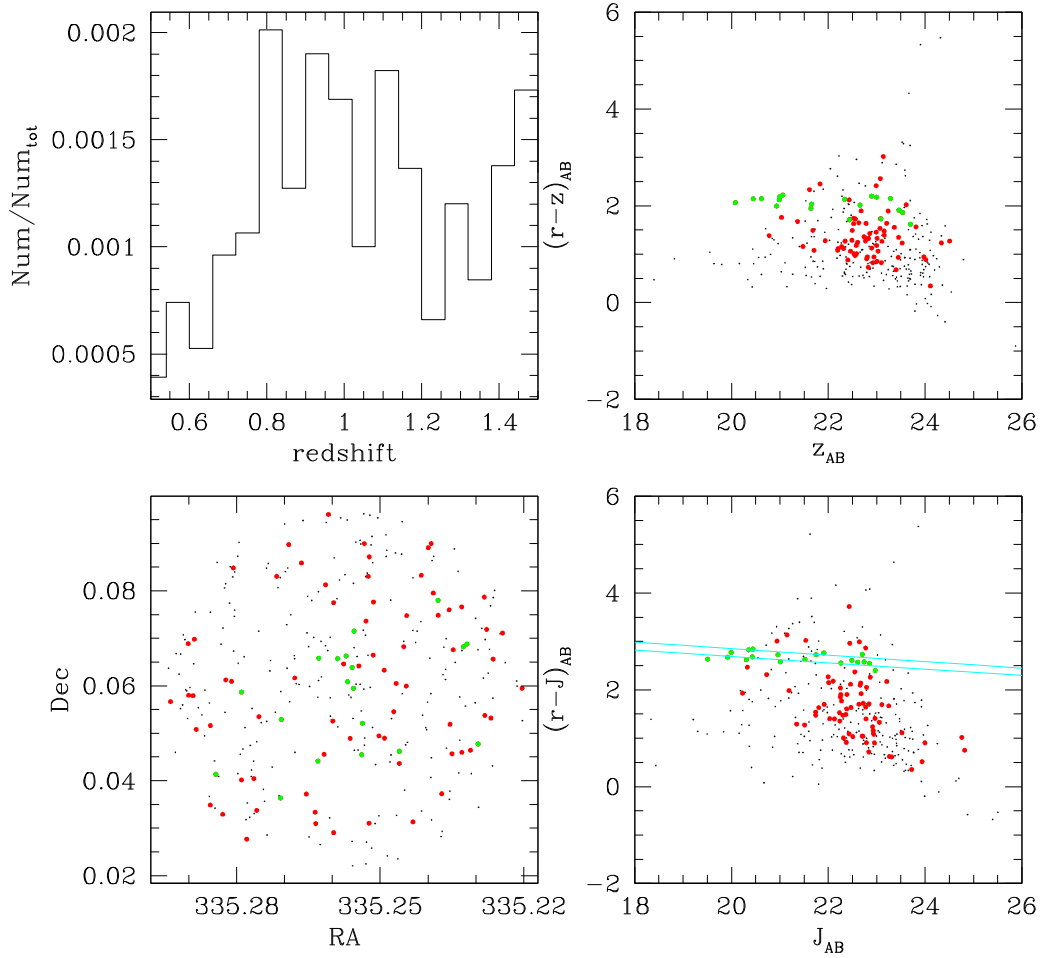 0.002
0.0015
0.001
0.0005
Num/Num_tot
0.6 0.8 1 1.2 1.4
redshift
6
4
2
0
-2
(r-z)_AB
18 20 22 24 26
z_AB
0.08
0.06
0.04
0.02
Dec
335.28 335.25 335.22
RA
6
4
2
0
-2
(r-J)_AB
18 20 22 24 26
J_AB